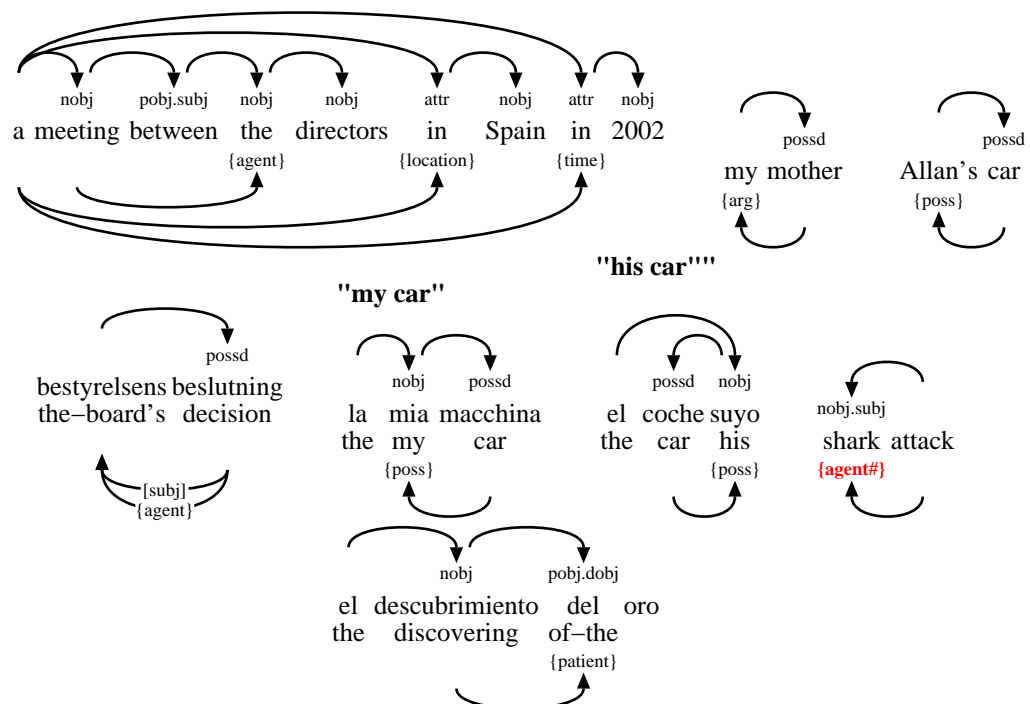 nobj pobj.subj nobj nobj attr nobj attr nobj
a meeting between the directors in Spain in 2002
{agent} {location} {time}
possd
my mother
{arg}
possd
Allan's car
{poss}
"my car"
"his car""
possd
bestyrelsens beslutning
the−board's decision
[subj]
{agent}
nobj possd
la mia macchina
the my car
{poss}
possd nobj
el coche suyo
the car his
{poss}
nobj.subj
shark attack
{agent#}
nobj pobj.dobj
el descubrimiento del oro
the discovering of−the
{patient}